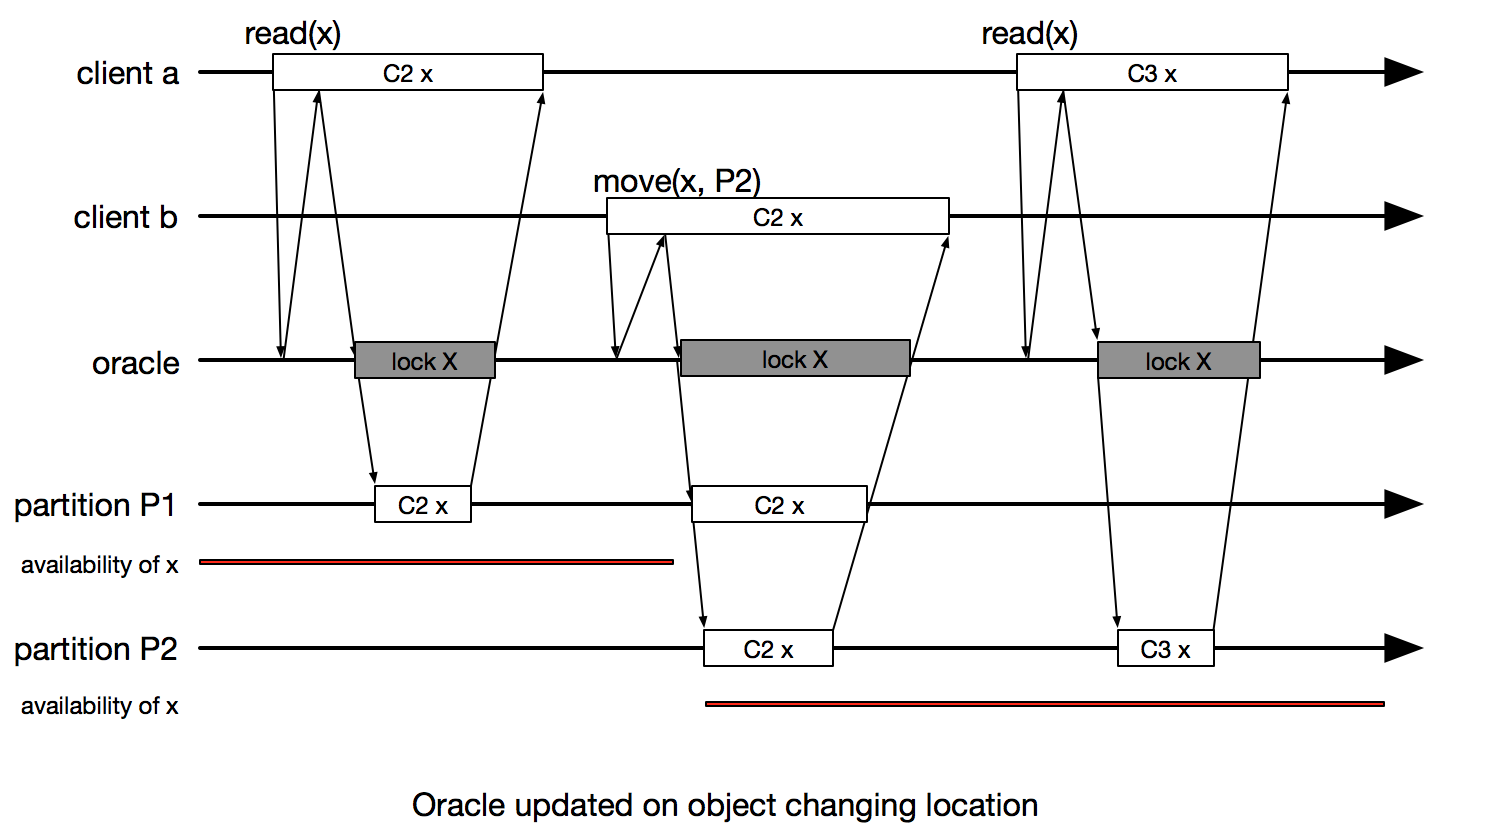 read(x)
read(x)
client a
C2 x
C3 x
move(x, P2)
client b
C2 x
oracle
lock X
lock X
lock X
partition P1
C2 x
C2 x
availability of x
partition P2
C2 x
C3 x
availability of x
Oracle updated on object changing location